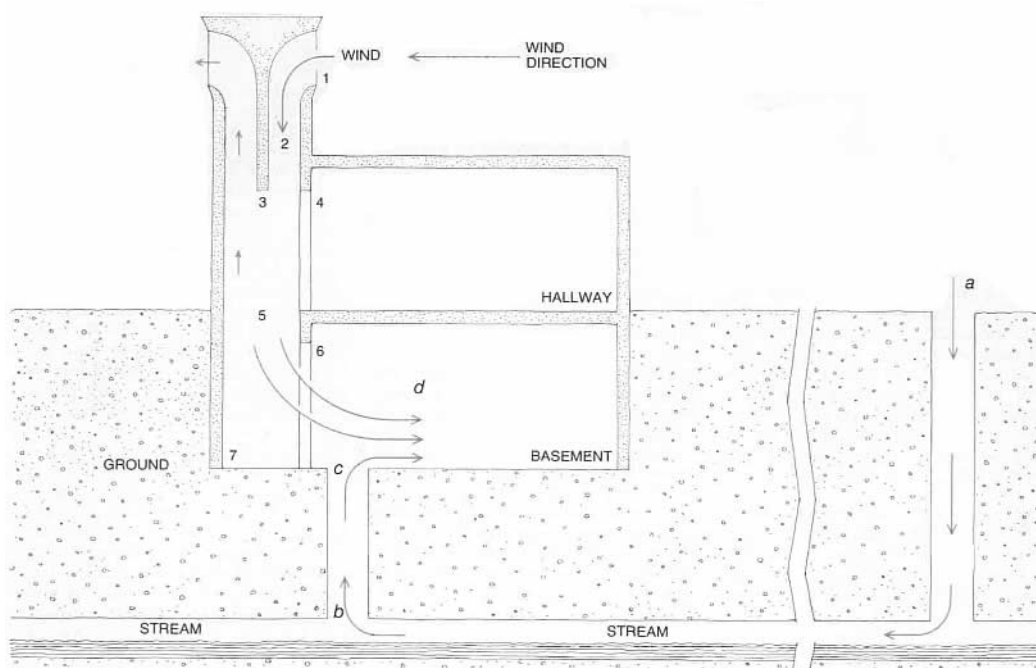 WIND
WIND
DIRECTION
1
2
3
4
HALLWAY
a
5
6
d
GROUND
7
c
BASEMENT
b
STREAM
STREAM